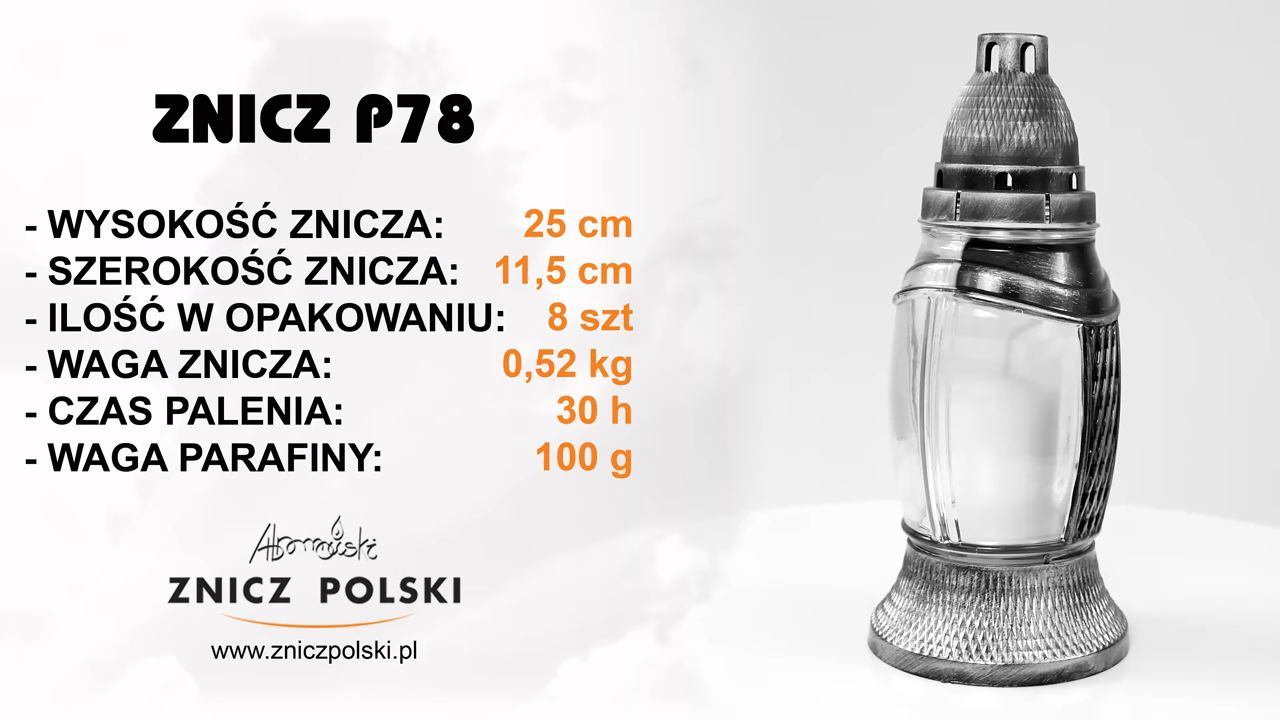 ZNICZ P78
- WYSOKOŚĆ ZNICZA: 25 cm
- SZEROKOŚĆ ZNICZA: 11,5 cm
- ILOŚĆ W OPAKOWANIU: 8 szt
- WAGA ZNICZA: 0,52 kg
- CZAS PALENIA: 30 h
- WAGA PARAFINY: 100 g
ZNICZ POLSKI
www.zniczpolski.pl